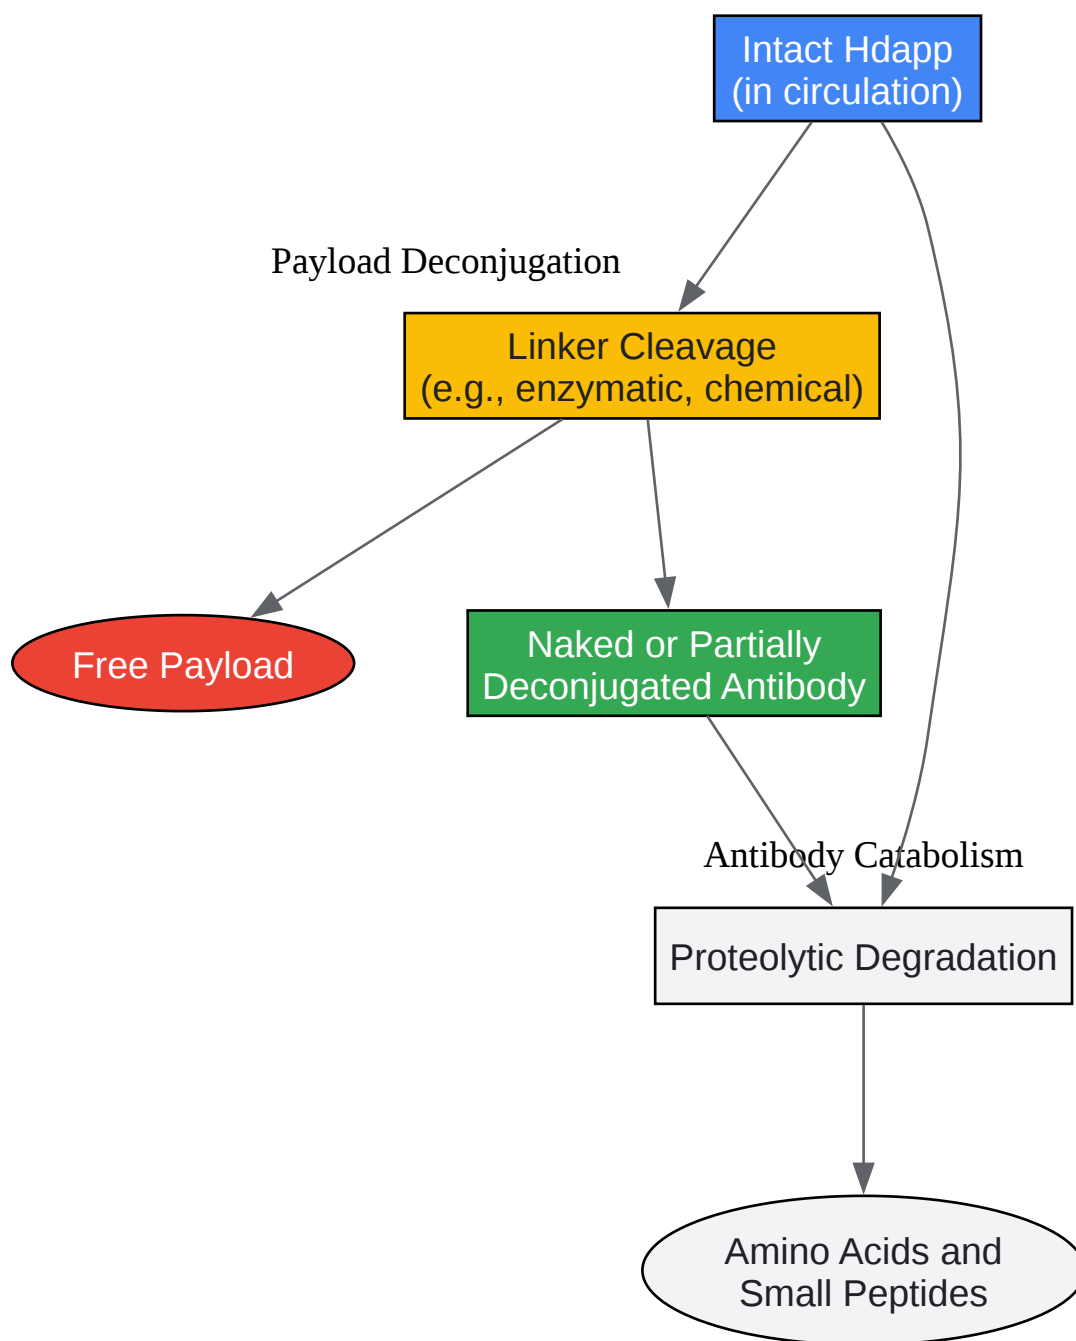 Intact Hdapp
(in circulation)
Payload Deconjugation
Linker Cleavage
(e.g., enzymatic, chemical)
Free Payload
Naked or Partially
Deconjugated Antibody
Antibody Catabolism
Proteolytic Degradation
Amino Acids and
Small Peptides